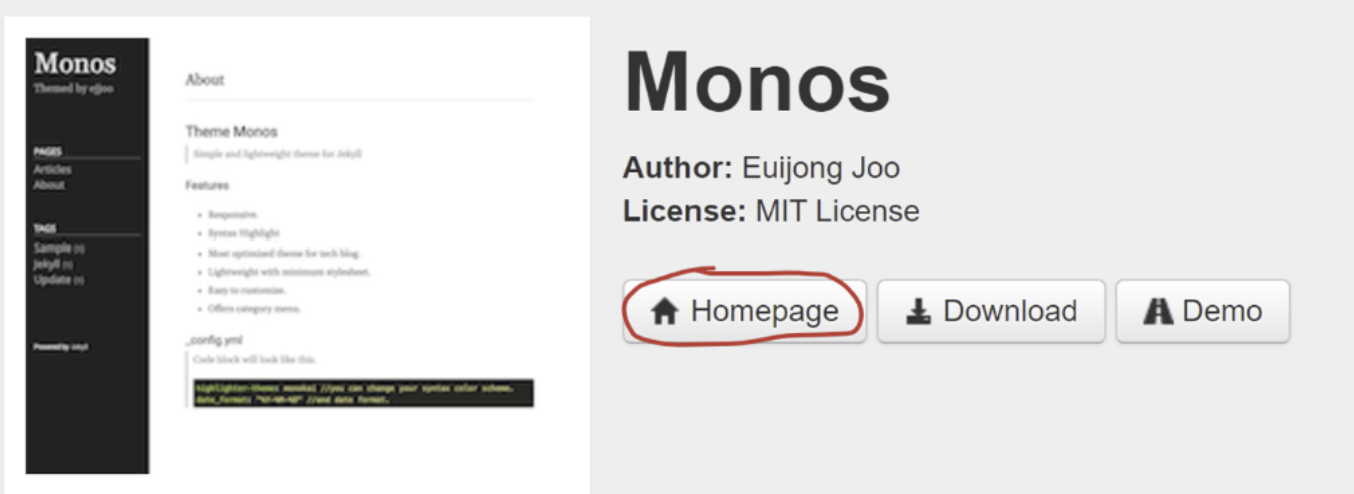 Monos
Themed by ejjoo
PAGES
Articles
About
TAGS
Sample (1)
Jekyll (1)
Update (1)
Powered by Jekyll
About
Theme Monos
Simple and lightweight theme for Jekyll
Features
• Responsive.
• Syntax Highlight
• Most optimized theme for tech blog.
• Lightweight with minimum stylesheet.
• Easy to customize.
• Offers category menu.
_config.yml
Code block will look like this.
highlighter-theme: monokai //you can change your syntax color scheme.
date_format: "%Y-%M-%D" //and date format.
Monos
Author: Euijong Joo
License: MIT License
Homepage
Download
Demo